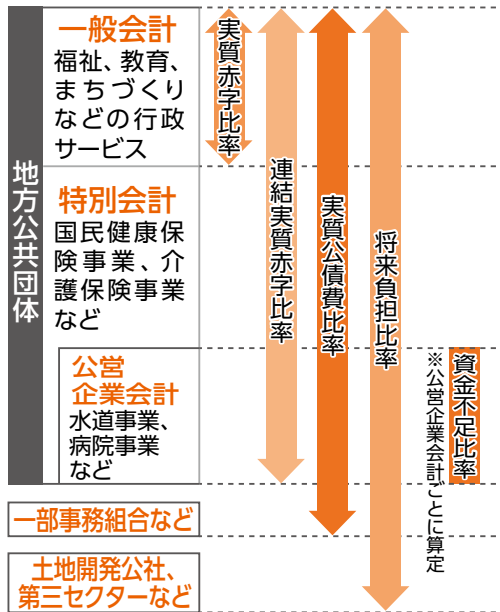 地方公共団体
一般会計
福祉、教育、
まちづくり
などの行政
サービス
特別会計
国民健康保
険事業、介
護保険事業
など
公営
企業会計
水道事業、
病院事業
など
一部事務組合など
土地開発公社、
第三セクターなど
実質赤字比率
連結実質赤字比率
実質公債費比率
将来負担比率
資金不足比率
※公営企業会計ごとに算定